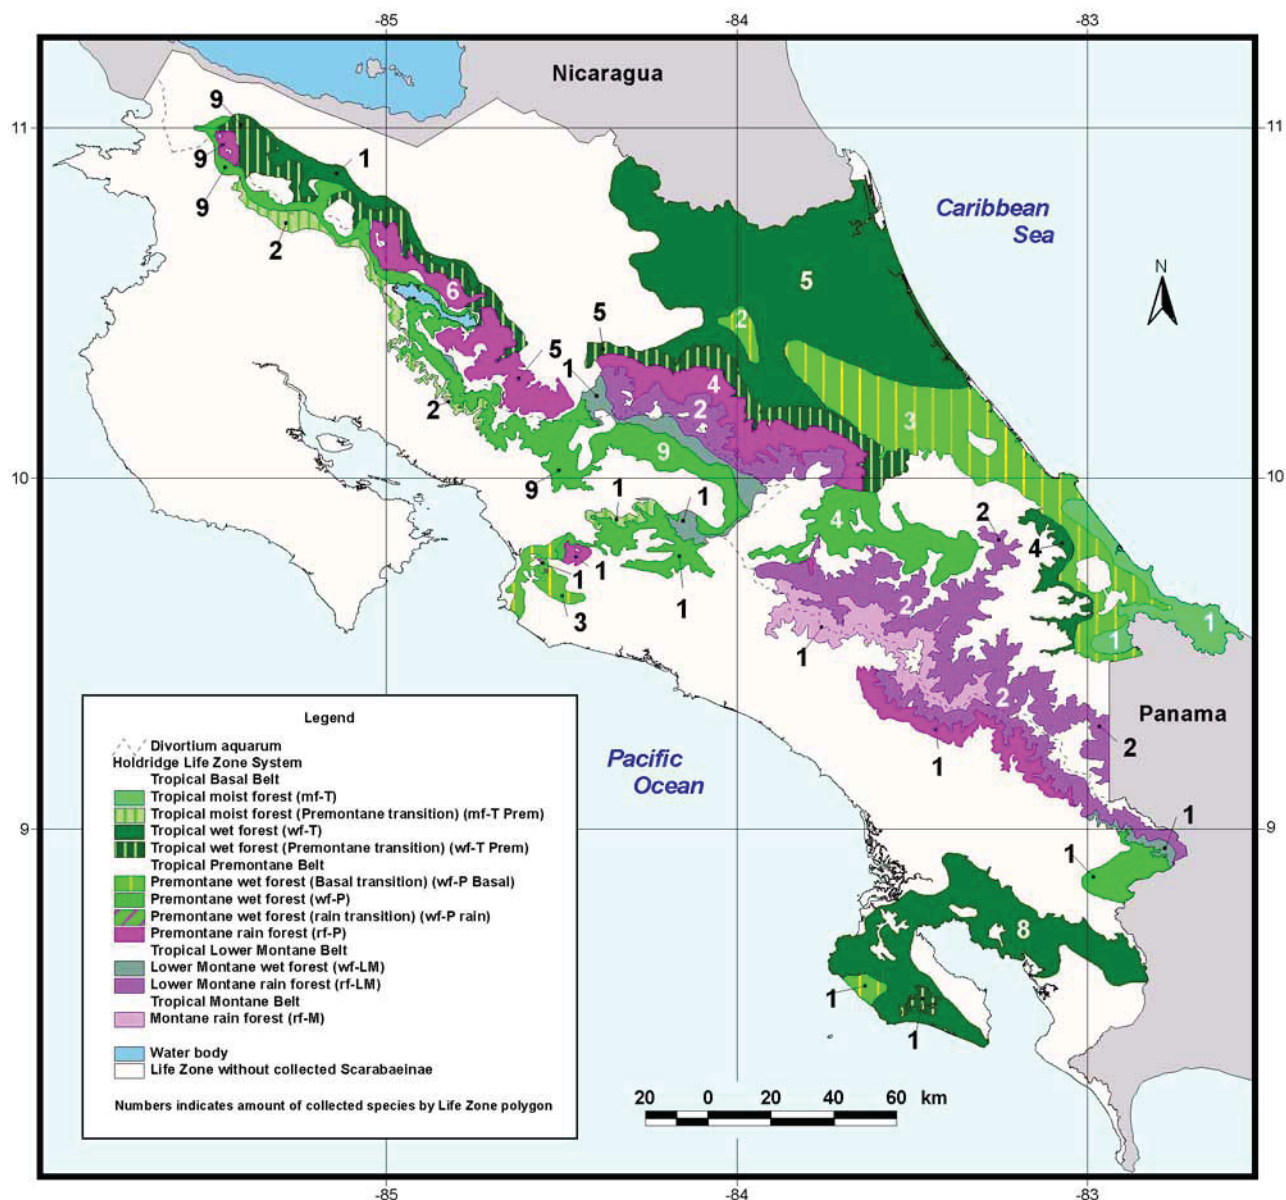 -85
-84
-83
Nicaragua
11
9
11
9
1
9
2
Caribbean
Sea
N
5
6
2
5
5
1
4
2
2
3
9
10
10
9
1
1
4
2
4
1
1
1
3
2
1
1
1
2
Panama
Pacific
Ocean
1
2
1
9
9
1
8
1
1
Legend
Divortium aquarum
Holdridge Life Zone System
Tropical Basal Belt
Tropical moist forest (mf-T)
Tropical moist forest (Premontane transition) (mf-T Prem)
Tropical wet forest (wf-T)
Tropical wet forest (Premontane transition) (wf-T Prem)
Tropical Premontane Belt
Premontane wet forest (Basal transition) (wf-P Basal)
Premontane wet forest (wf-P)
Premontane wet forest (rain transition) (wf-P rain)
Premontane rain forest (rf-P)
Tropical Lower Montane Belt
Lower Montane wet forest (wf-LM)
Lower Montane rain forest (rf-LM)
Tropical Montane Belt
Montane rain forest (rf-M)
Water body
Life Zone without collected Scarabaeinae
Numbers indicates amount of collected species by Life Zone polygon
20 0 20 40 60 km
-85
-84
-83